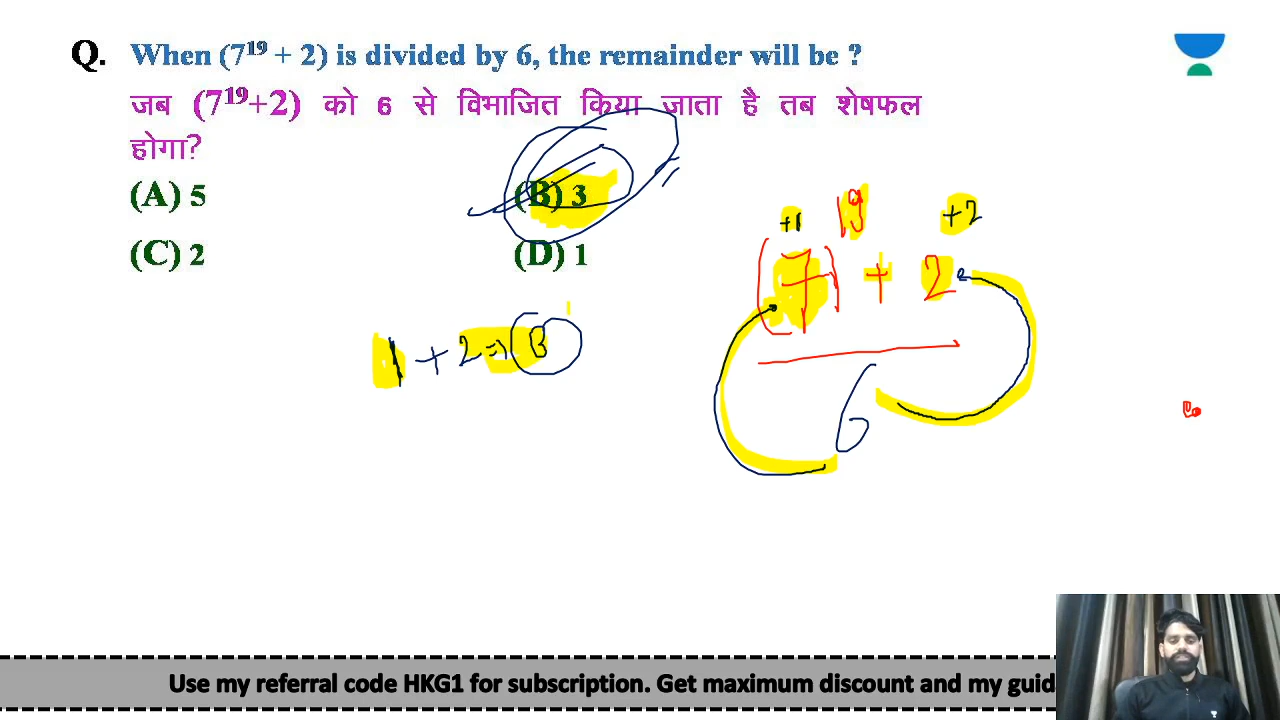 Q. When (7¹⁹ + 2) is divided by 6, the remainder will be ?
जब (7¹⁹+2) को 6 से विभाजित किया जाता है तब शेषफल
होगा?
(A) 5 (B) 3
(C) 2 (D) 1
+1 19 +2
(7) + 2
6
1 + 2 ⇒ 3
Use my referral code HKG1 for subscription. Get maximum discount and my guid